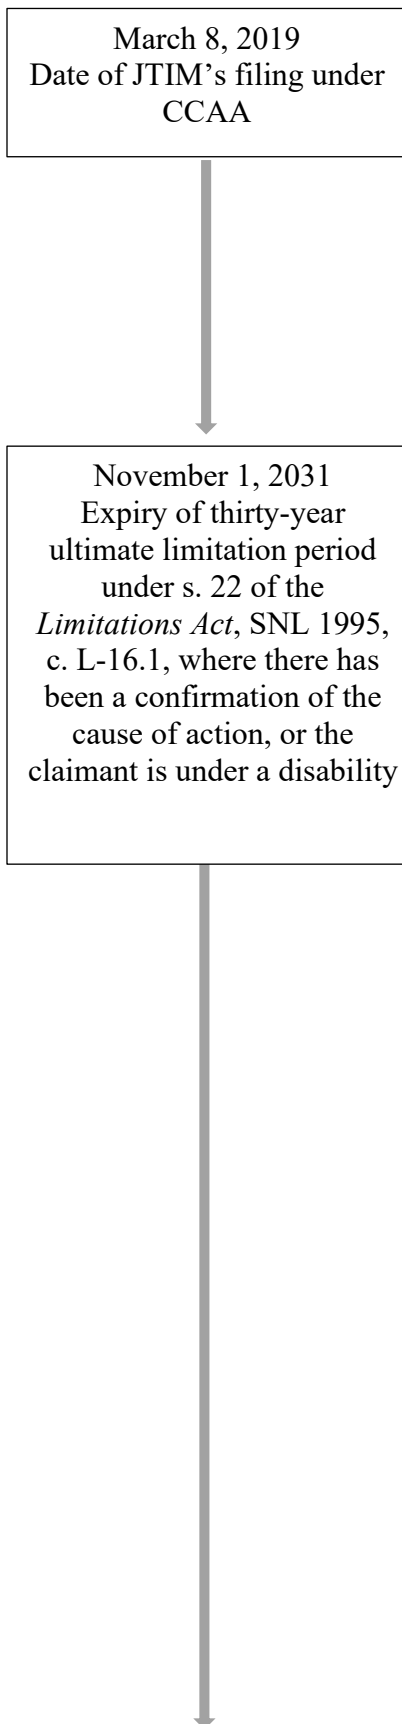 March 8, 2019
Date of JTIM’s filing under
CCAA
November 1, 2031
Expiry of thirty-year
ultimate limitation period
under s. 22 of the
Limitations Act, SNL 1995,
c. L-16.1, where there has
been a confirmation of the
cause of action, or the
claimant is under a disability